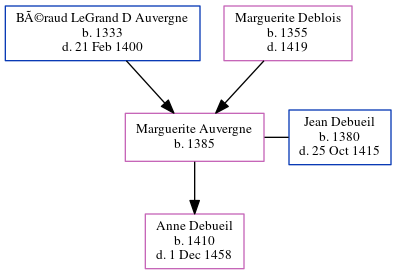 BÃ©raud LeGrand D Auvergne
b. 1333
d. 21 Feb 1400
Marguerite Deblois
b. 1355
d. 1419
Marguerite Auvergne
b. 1385
Jean Debueil
b. 1380
d. 25 Oct 1415
Anne Debueil
b. 1410
d. 1 Dec 1458